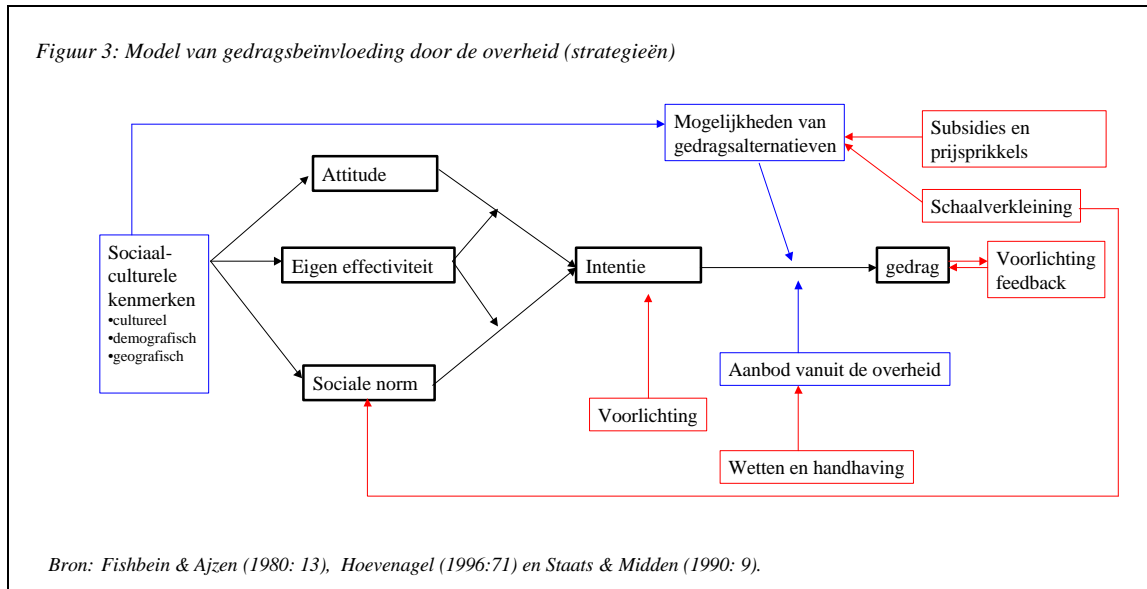 Figuur 3: Model van gedragsbeïnvloeding door de overheid (strategieën)
Mogelijkheden van
gedragsalternatieven
Subsidies en
prijsprikkels
Attitude
Schaalverkleining
Sociaal-
culturele
kenmerken
•cultureel
•demografisch
•geografisch
Eigen effectiviteit
Intentie
gedrag
Voorlichting
feedback
Sociale norm
Aanbod vanuit de overheid
Voorlichting
Wetten en handhaving
Bron: Fishbein & Ajzen (1980: 13), Hoevenagel (1996:71) en Staats & Midden (1990: 9).